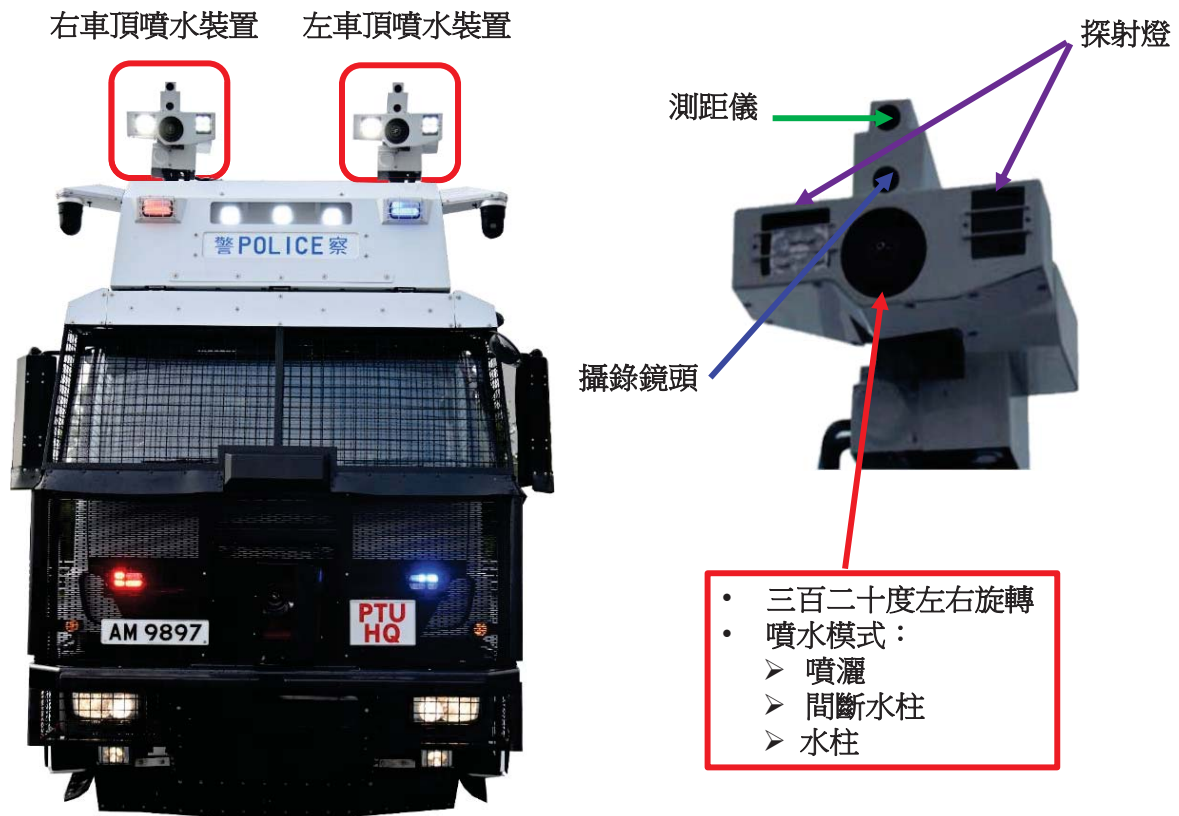 右車頂噴水裝置
左車頂噴水裝置
探射燈
測距儀
警POLICE察
攝錄鏡頭
AM 9897
PTU
HQ
• 三百二十度左右旋轉
• 噴水模式：
➢ 噴灑
➢ 間斷水柱
➢ 水柱